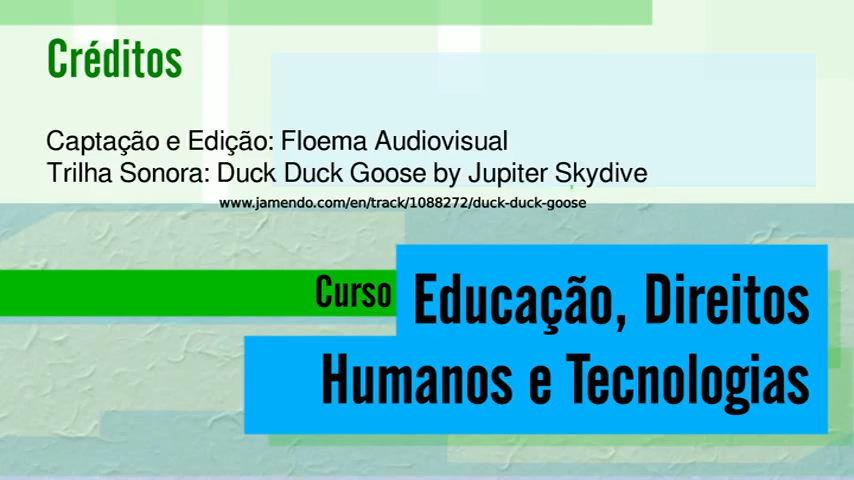 Créditos
Captação e Edição: Floema Audiovisual
Trilha Sonora: Duck Duck Goose by Jupiter Skydive
www.jamendo.com/en/track/1088272/duck-duck-goose
Curso Educação, Direitos
Humanos e Tecnologias